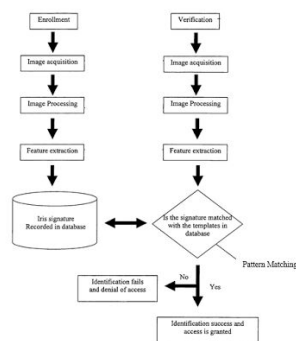 Enrollment
Verification
Image acquisition
Image acquisition
Image Processing
Image Processing
Feature extraction
Feature extraction
Iris signature
Recorded in database
Is the signature matched
with the templates in
database
Pattern Matching
No
Yes
Identification fails
and denial of access
Identification success and
access is granted